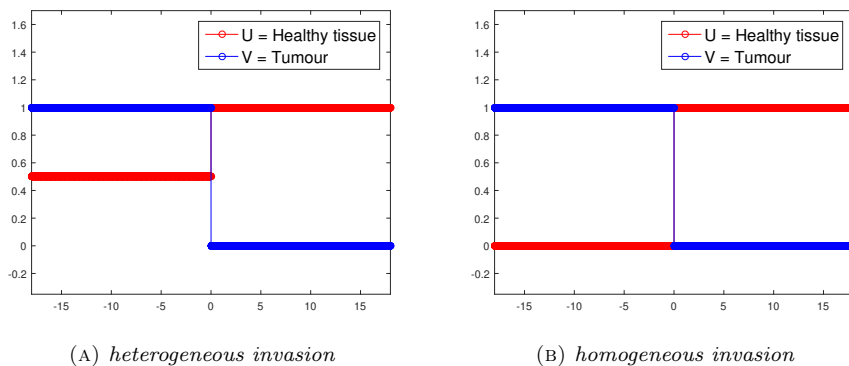 1.6
1.4
1.2
1
0.8
0.6
0.4
0.2
0
-0.2
-15 -10 -5 0 5 10 15
U = Healthy tissue
V = Tumour
(A) heterogeneous invasion
1.6
1.4
1.2
1
0.8
0.6
0.4
0.2
0
-0.2
-15 -10 -5 0 5 10 15
U = Healthy tissue
V = Tumour
(B) homogeneous invasion